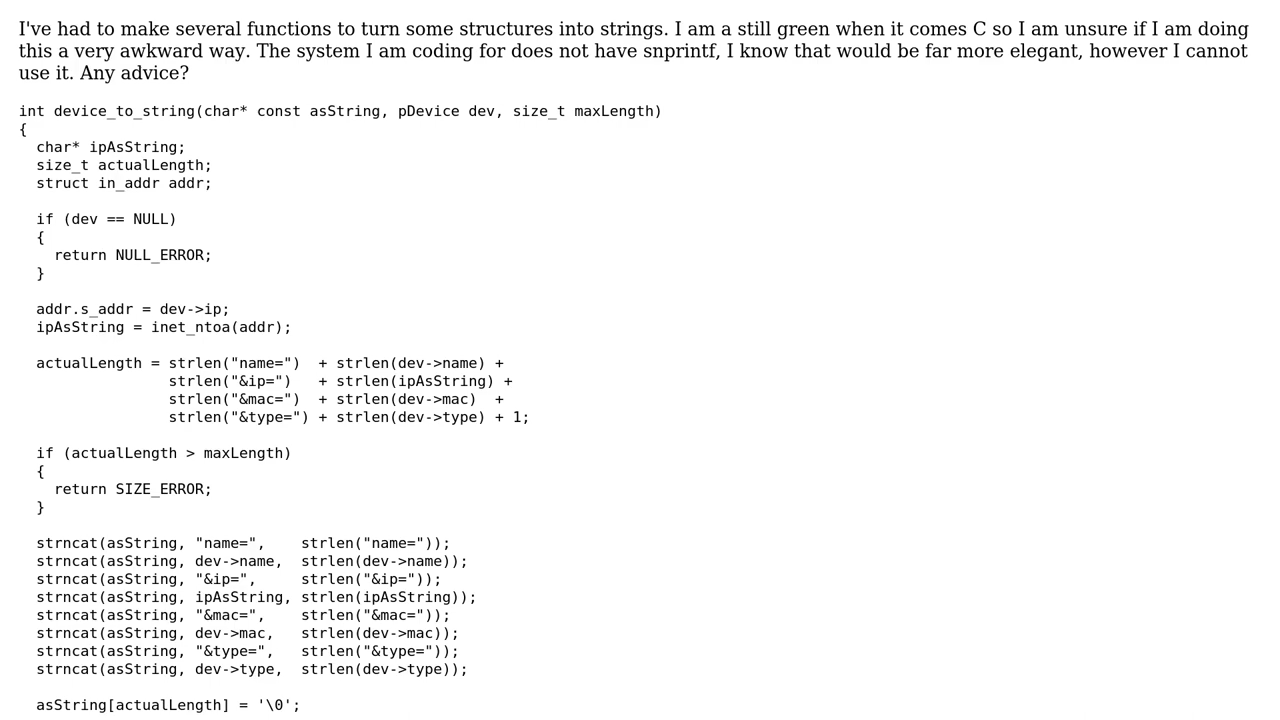 I've had to make several functions to turn some structures into strings. I am a still green when it comes C so I am unsure if I am doing
this a very awkward way. The system I am coding for does not have snprintf, I know that would be far more elegant, however I cannot
use it. Any advice?
int device_to_string(char* const asString, pDevice dev, size_t maxLength)
{
  char* ipAsString;
  size_t actualLength;
  struct in_addr addr;

  if (dev == NULL)
  {
    return NULL_ERROR;
  }

  addr.s_addr = dev->ip;
  ipAsString = inet_ntoa(addr);

  actualLength = strlen("name=")  + strlen(dev->name) +
                 strlen("&ip=")   + strlen(ipAsString) +
                 strlen("&mac=")  + strlen(dev->mac)  +
                 strlen("&type=") + strlen(dev->type) + 1;

  if (actualLength > maxLength)
  {
    return SIZE_ERROR;
  }

  strncat(asString, "name=",    strlen("name="));
  strncat(asString, dev->name,  strlen(dev->name));
  strncat(asString, "&ip=",     strlen("&ip="));
  strncat(asString, ipAsString, strlen(ipAsString));
  strncat(asString, "&mac=",    strlen("&mac="));
  strncat(asString, dev->mac,   strlen(dev->mac));
  strncat(asString, "&type=",   strlen("&type="));
  strncat(asString, dev->type,  strlen(dev->type));

  asString[actualLength] = '\0';